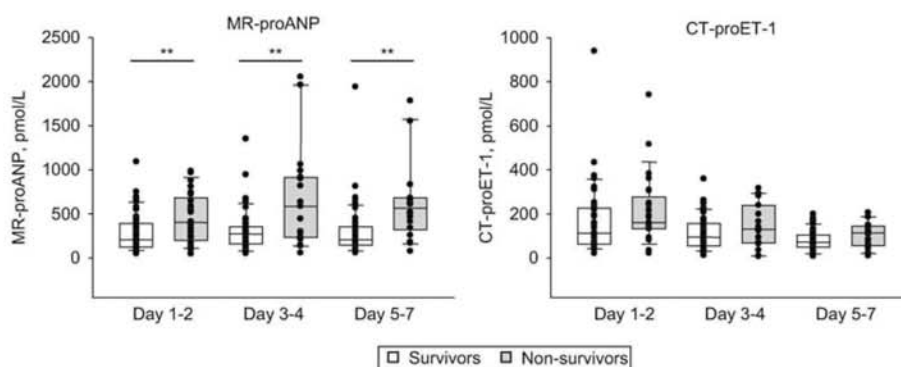 MR-proANP
**
**
**
2500
2000
1500
1000
500
0
MR-proANP, pmol/L
Day 1-2
Day 3-4
Day 5-7
CT-proET-1
1000
800
600
400
200
0
CT-proET-1, pmol/L
Day 1-2
Day 3-4
Day 5-7
Survivors
Non-survivors